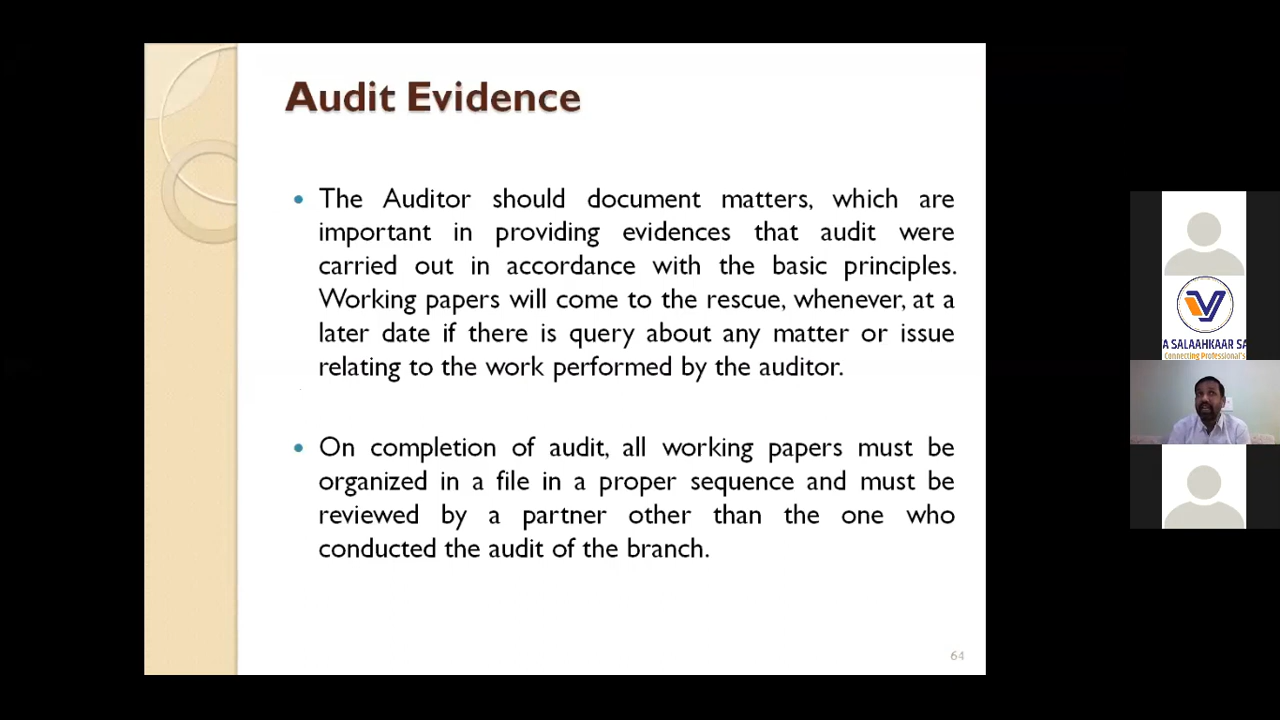 Audit Evidence
• The Auditor should document matters, which are
important in providing evidences that audit were
carried out in accordance with the basic principles.
Working papers will come to the rescue, whenever, at a
later date if there is query about any matter or issue
relating to the work performed by the auditor.
• On completion of audit, all working papers must be
organized in a file in a proper sequence and must be
reviewed by a partner other than the one who
conducted the audit of the branch.
64
A SALAAHKAAR SA
Connecting Professional's